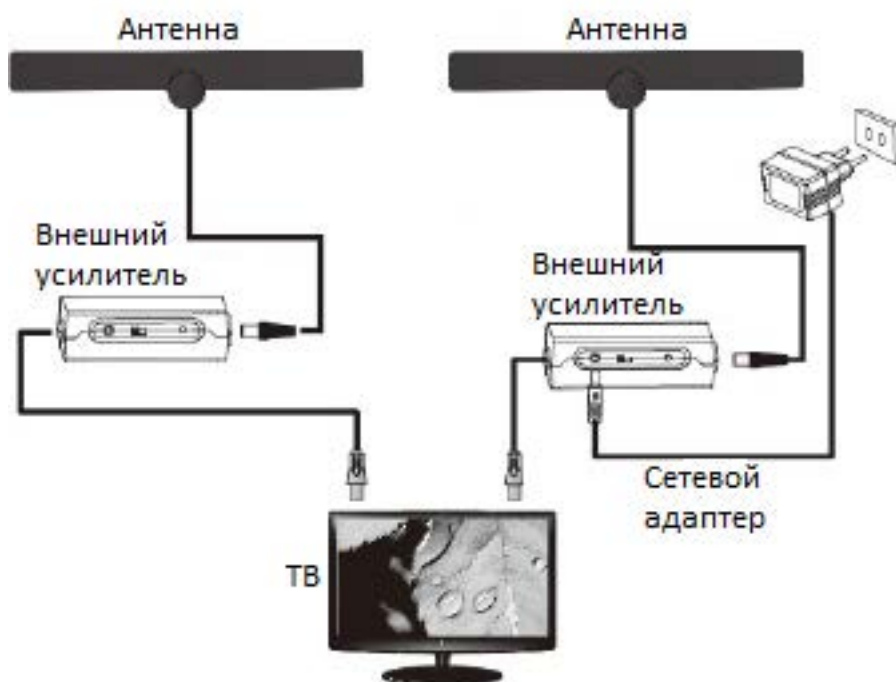 Антенна
Антенна
Внешний
усилитель
Внешний
усилитель
Сетевой
адаптер
ТВ